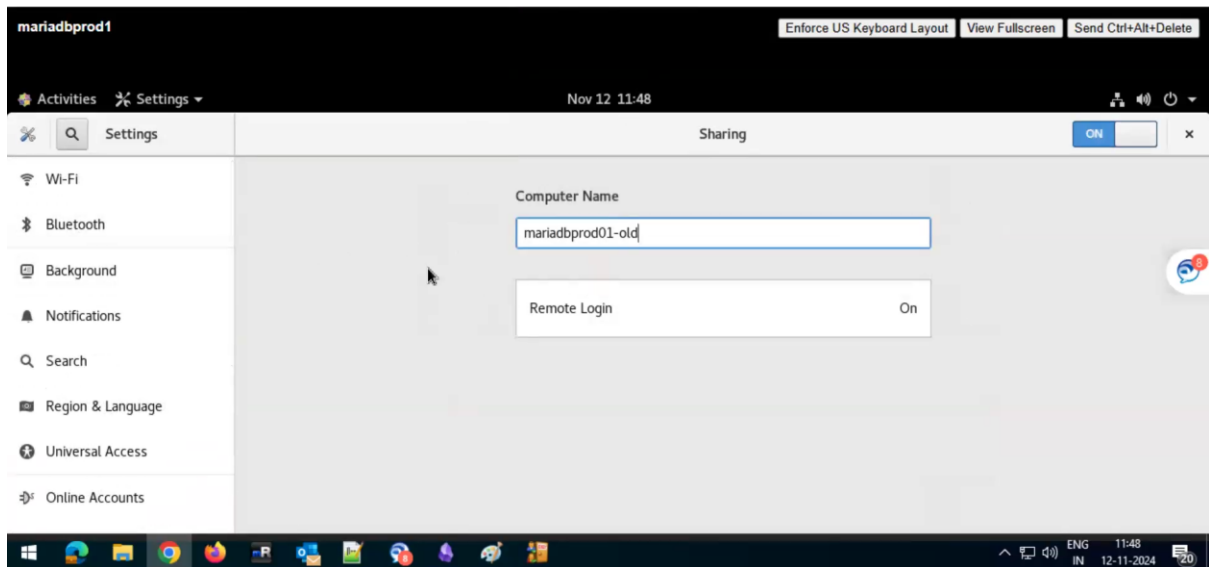 mariadbprod1
Enforce US Keyboard Layout View Fullscreen Send Ctrl+Alt+Delete
Activities Settings Nov 12 11:48
Settings Sharing ON ×
Wi-Fi
Computer Name
Bluetooth
mariadbprod01-old
Background
8
Notifications
Remote Login On
Search
Region & Language
Universal Access
Online Accounts
ENG 11:48
IN 12-11-2024 20